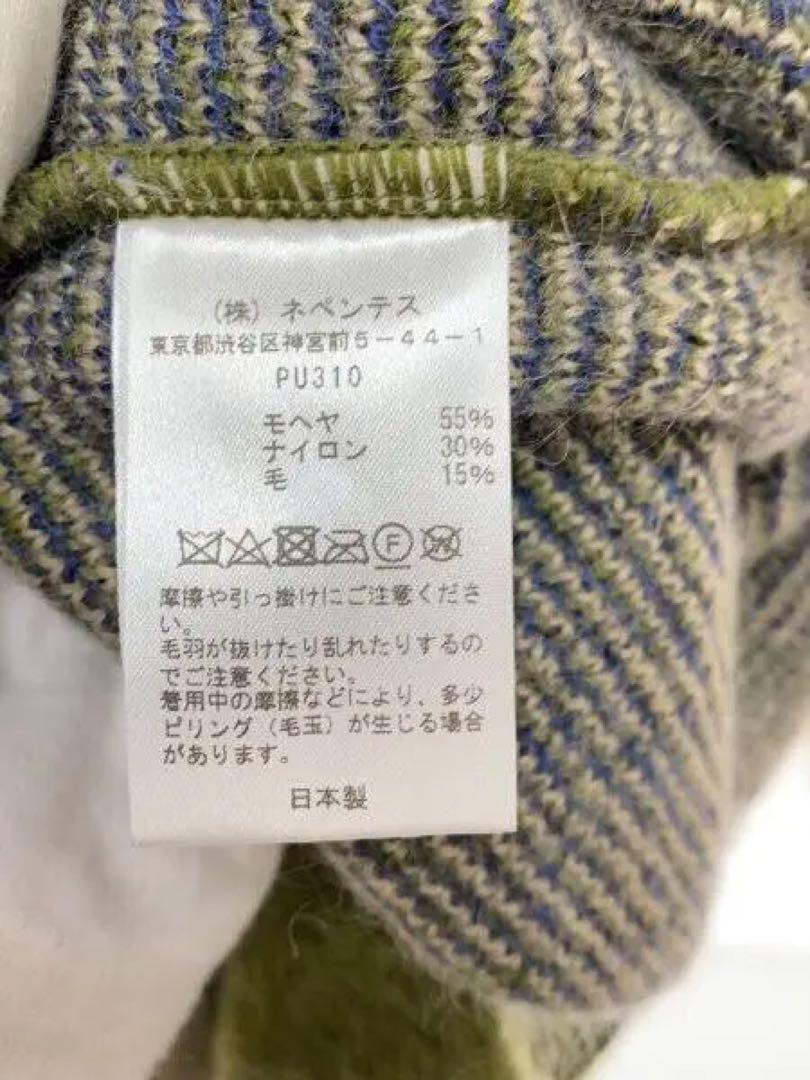 (株) ネペンテス
東京都渋谷区神宮前5-44-1
PU310
モヘヤ 55%
ナイロン 30%
毛 15%
F W
摩擦や引っ掛けにご注意くださ
い。
毛羽が抜けたり乱れたりするの
でご注意ください。
着用中の摩擦などにより、多少
ピリング(毛玉)が生じる場合
があります。
日本製